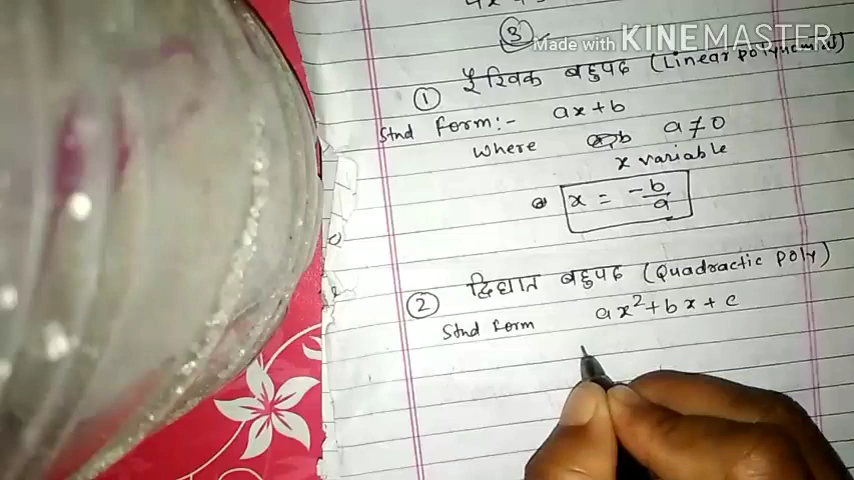 4x
③
Made with KINEMASTER
① रैखिक बहुपद (Linear polynomial)
Stnd Form:- ax+b
where b a≠0
x variable
x = -b/a
② द्विघात बहुपद (Quadractic poly)
Stnd Form ax²+bx+c